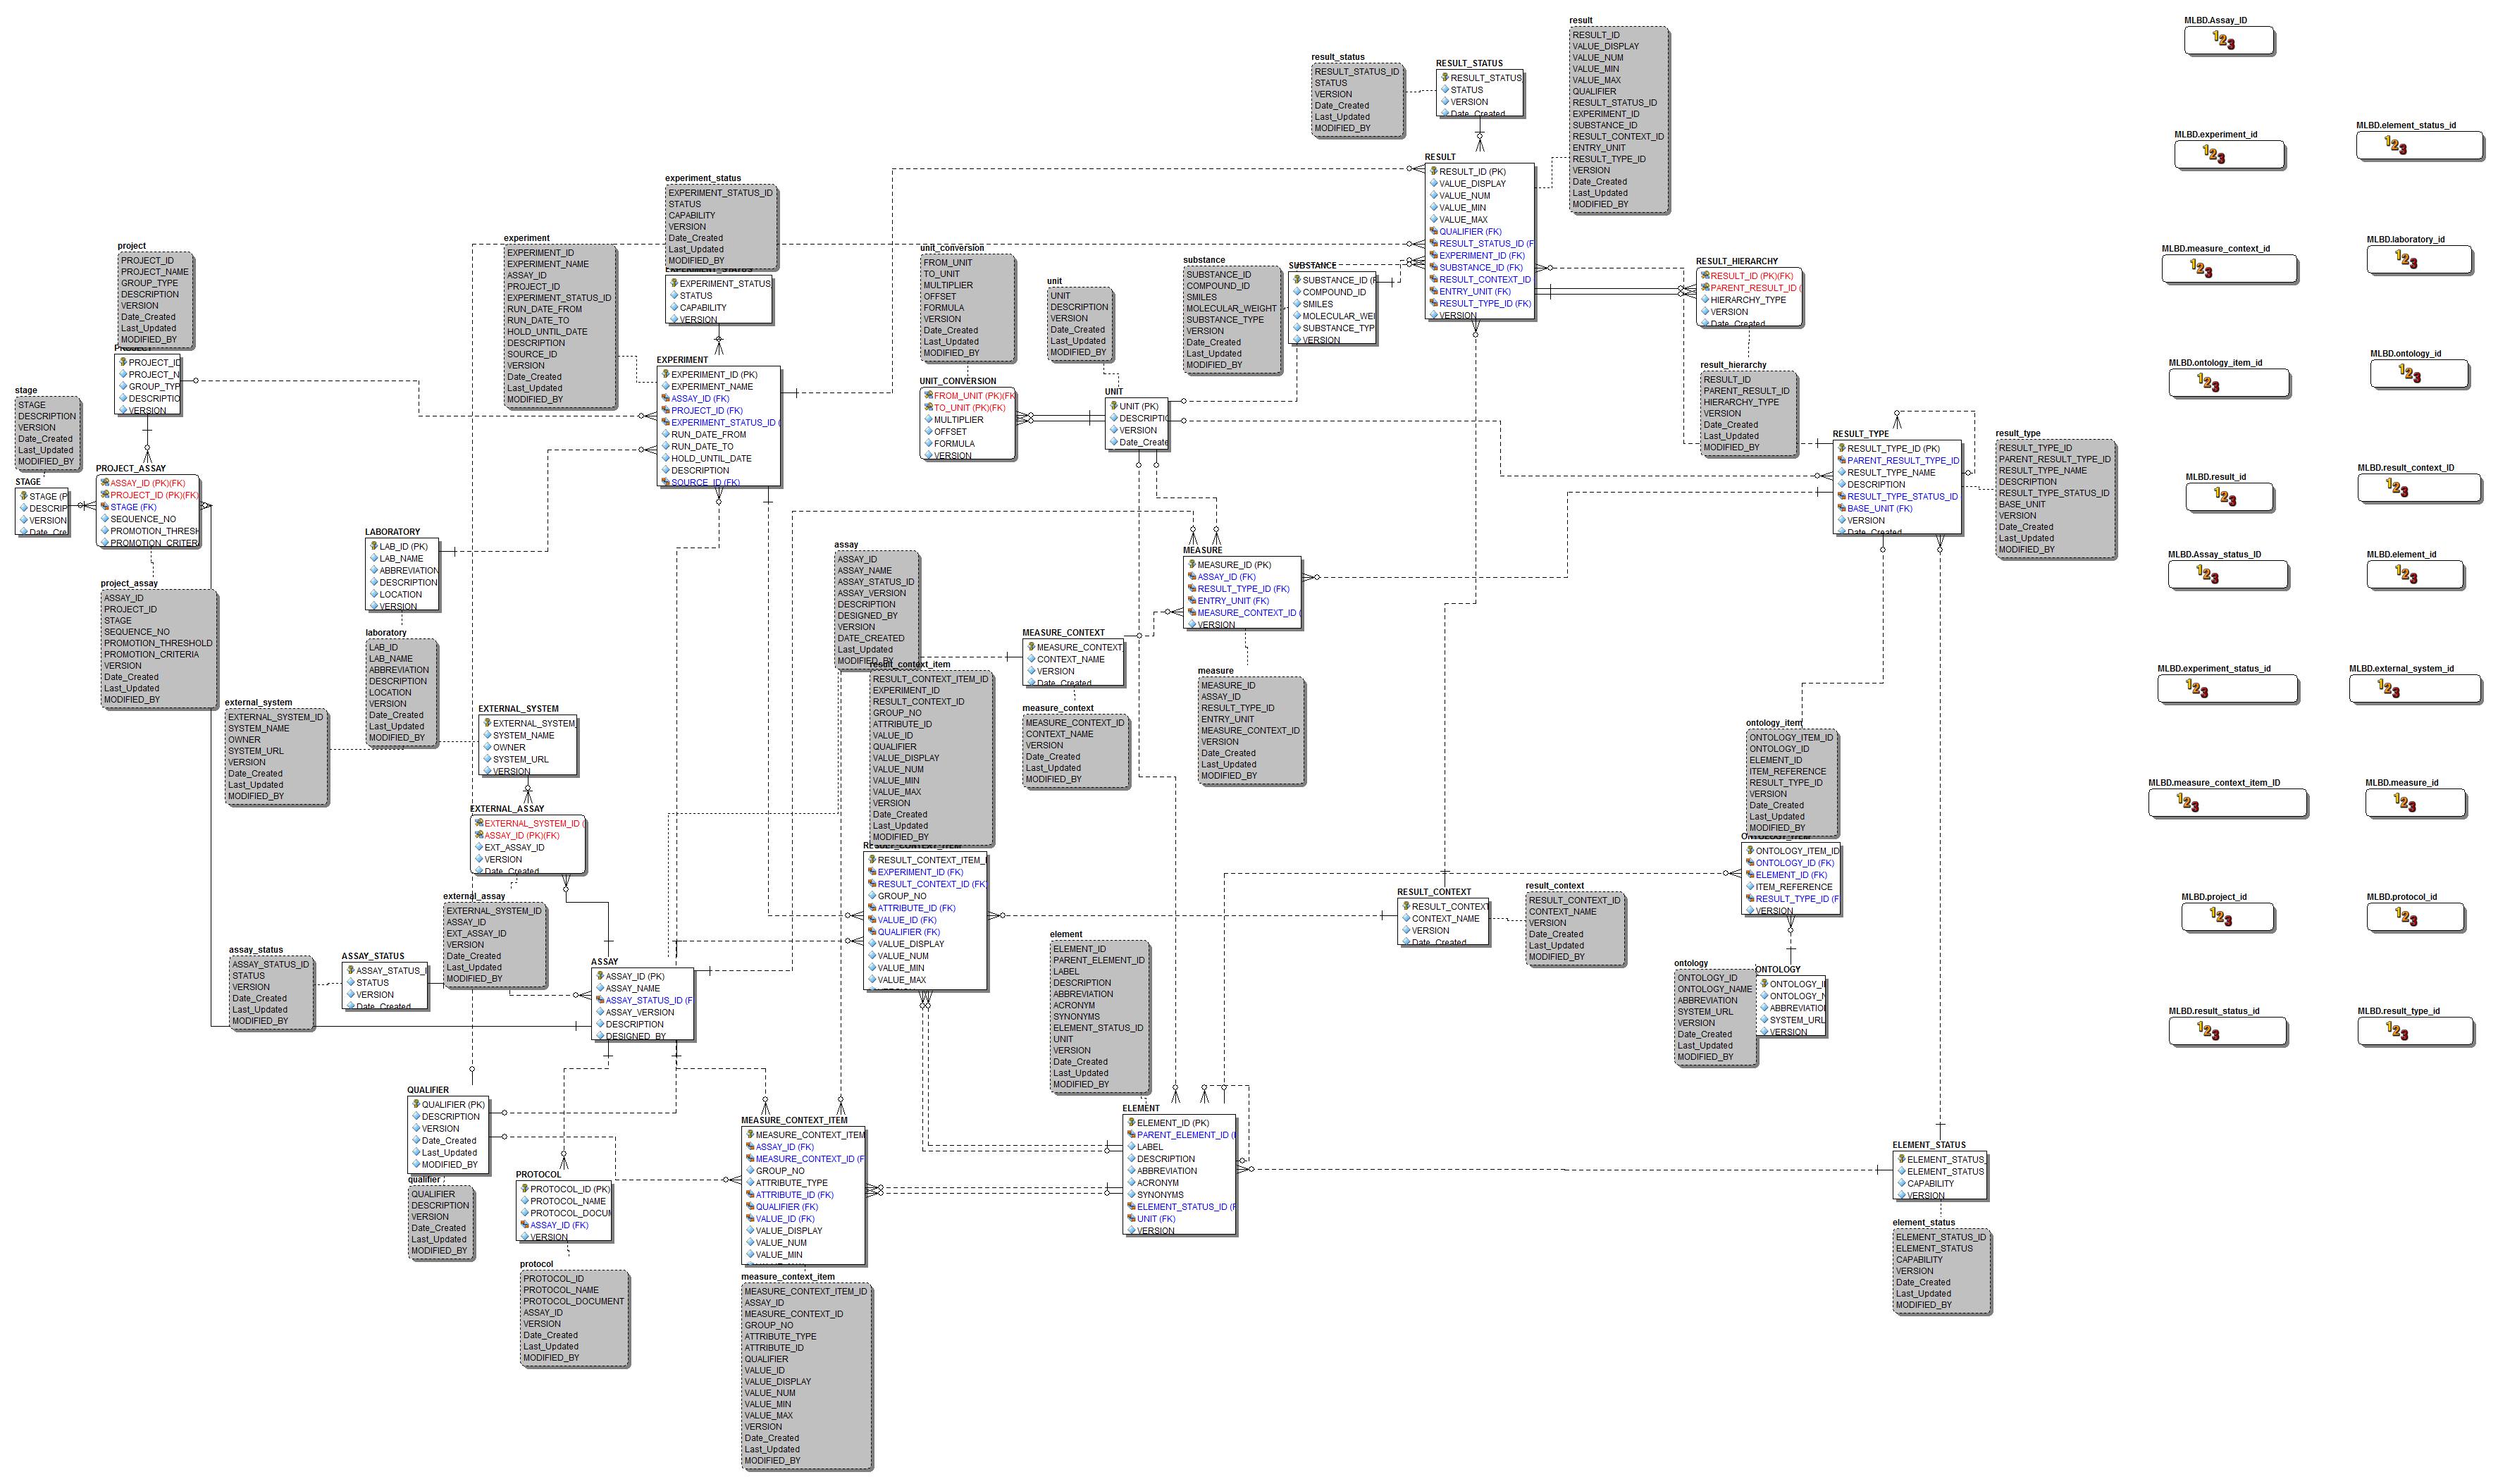 result
RESULT_ID
VALUE_DISPLAY
VALUE_NUM
VALUE_MIN
VALUE_MAX
QUALIFIER
RESULT_STATUS_ID
EXPERIMENT_ID
SUBSTANCE_ID
RESULT_CONTEXT_ID
ENTRY_UNIT
RESULT_TYPE_ID
VERSION
Date_Created
Last_Updated
MODIFIED_BY
result_status
RESULT_STATUS_ID
STATUS
VERSION
Date_Created
Last_Updated
MODIFIED_BY
RESULT_STATUS
RESULT_STATUS
STATUS
VERSION
Date_Created
RESULT
RESULT_ID (PK)
VALUE_DISPLAY
VALUE_NUM
VALUE_MIN
VALUE_MAX
QUALIFIER (FK)
RESULT_STATUS_ID (F
EXPERIMENT_ID (FK)
SUBSTANCE_ID (FK)
RESULT_CONTEXT_ID
ENTRY_UNIT (FK)
RESULT_TYPE_ID (FK)
VERSION
experiment_status
EXPERIMENT_STATUS_ID
STATUS
CAPABILITY
VERSION
Date_Created
Last_Updated
MODIFIED_BY
EXPERIMENT_STATUS
EXPERIMENT_STATUS
STATUS
CAPABILITY
VERSION
experiment
EXPERIMENT_ID
EXPERIMENT_NAME
ASSAY_ID
PROJECT_ID
EXPERIMENT_STATUS_ID
RUN_DATE_FROM
RUN_DATE_TO
HOLD_UNTIL_DATE
DESCRIPTION
SOURCE_ID
VERSION
Date_Created
Last_Updated
MODIFIED_BY
EXPERIMENT
EXPERIMENT_ID (PK)
EXPERIMENT_NAME
ASSAY_ID (FK)
PROJECT_ID (FK)
EXPERIMENT_STATUS_ID (
RUN_DATE_FROM
RUN_DATE_TO
HOLD_UNTIL_DATE
DESCRIPTION
SOURCE_ID (FK)
project
PROJECT_ID
PROJECT_NAME
GROUP_TYPE
DESCRIPTION
VERSION
Date_Created
Last_Updated
MODIFIED_BY
PROJECT
PROJECT_ID
PROJECT_N
GROUP_TYP
DESCRIPTIO
VERSION
stage
STAGE
DESCRIPTION
VERSION
Date_Created
Last_Updated
MODIFIED_BY
STAGE
STAGE (P
DESCRIP
VERSION
Date_Cre
PROJECT_ASSAY
ASSAY_ID (PK)(FK)
PROJECT_ID (PK)(FK)
STAGE (FK)
SEQUENCE_NO
PROMOTION_THRESH
PROMOTION_CRITERI
project_assay
ASSAY_ID
PROJECT_ID
STAGE
SEQUENCE_NO
PROMOTION_THRESHOLD
PROMOTION_CRITERIA
VERSION
Date_Created
Last_Updated
MODIFIED_BY
unit_conversion
FROM_UNIT
TO_UNIT
MULTIPLIER
OFFSET
FORMULA
VERSION
Date_Created
Last_Updated
MODIFIED_BY
UNIT_CONVERSION
FROM_UNIT (PK)(FK
TO_UNIT (PK)(FK)
MULTIPLIER
OFFSET
FORMULA
VERSION
unit
UNIT
DESCRIPTION
VERSION
Date_Created
Last_Updated
MODIFIED_BY
UNIT
UNIT (PK)
DESCRIPTI
VERSION
Date_Create
substance
SUBSTANCE_ID
COMPOUND_ID
SMILES
MOLECULAR_WEIGHT
SUBSTANCE_TYPE
VERSION
Date_Created
Last_Updated
MODIFIED_BY
SUBSTANCE
SUBSTANCE_ID (P
COMPOUND_ID
SMILES
MOLECULAR_WEI
SUBSTANCE_TYP
VERSION
RESULT_HIERARCHY
RESULT_ID (PK)(FK)
PARENT_RESULT_ID (
HIERARCHY_TYPE
VERSION
Date_Created
result_hierarchy
RESULT_ID
PARENT_RESULT_ID
HIERARCHY_TYPE
VERSION
Date_Created
Last_Updated
MODIFIED_BY
RESULT_TYPE
RESULT_TYPE_ID (PK)
PARENT_RESULT_TYPE_ID
RESULT_TYPE_NAME
DESCRIPTION
RESULT_TYPE_STATUS_ID
BASE_UNIT (FK)
VERSION
Date_Created
result_type
RESULT_TYPE_ID
PARENT_RESULT_TYPE_ID
RESULT_TYPE_NAME
DESCRIPTION
RESULT_TYPE_STATUS_ID
BASE_UNIT
VERSION
Date_Created
Last_Updated
MODIFIED_BY
LABORATORY
LAB_ID (PK)
LAB_NAME
ABBREVIATION
DESCRIPTION
LOCATION
VERSION
laboratory
LAB_ID
LAB_NAME
ABBREVIATION
DESCRIPTION
LOCATION
VERSION
Date_Created
Last_Updated
MODIFIED_BY
external_system
EXTERNAL_SYSTEM_ID
SYSTEM_NAME
OWNER
SYSTEM_URL
VERSION
Date_Created
Last_Updated
MODIFIED_BY
EXTERNAL_SYSTEM
EXTERNAL_SYSTEM
SYSTEM_NAME
OWNER
SYSTEM_URL
VERSION
EXTERNAL_ASSAY
EXTERNAL_SYSTEM_ID (
ASSAY_ID (PK)(FK)
EXT_ASSAY_ID
VERSION
Date_Created
external_assay
EXTERNAL_SYSTEM_ID
ASSAY_ID
EXT_ASSAY_ID
VERSION
Date_Created
Last_Updated
MODIFIED_BY
assay
ASSAY_ID
ASSAY_NAME
ASSAY_STATUS_ID
ASSAY_VERSION
DESCRIPTION
DESIGNED_BY
VERSION
DATE_CREATED
Last_Updated
MODIFIED_BY
result_context_item
RESULT_CONTEXT_ITEM_ID
EXPERIMENT_ID
RESULT_CONTEXT_ID
GROUP_NO
ATTRIBUTE_ID
VALUE_ID
QUALIFIER
VALUE_DISPLAY
VALUE_NUM
VALUE_MIN
VALUE_MAX
VERSION
Date_Created
Last_Updated
MODIFIED_BY
RESULT_CONTEXT_ITEM
RESULT_CONTEXT_ITEM_I
EXPERIMENT_ID (FK)
RESULT_CONTEXT_ID (FK
GROUP_NO
ATTRIBUTE_ID (FK)
VALUE_ID (FK)
QUALIFIER (FK)
VALUE_DISPLAY
VALUE_NUM
VALUE_MIN
VALUE_MAX
MEASURE
MEASURE_ID (PK)
ASSAY_ID (FK)
RESULT_TYPE_ID (FK)
ENTRY_UNIT (FK)
MEASURE_CONTEXT_ID (
VERSION
measure
MEASURE_ID
ASSAY_ID
RESULT_TYPE_ID
ENTRY_UNIT
MEASURE_CONTEXT_ID
VERSION
Date_Created
Last_Updated
MODIFIED_BY
MEASURE_CONTEXT
MEASURE_CONTEXT
CONTEXT_NAME
VERSION
Date_Created
measure_context
MEASURE_CONTEXT_ID
CONTEXT_NAME
VERSION
Date_Created
Last_Updated
MODIFIED_BY
ontology_item
ONTOLOGY_ITEM_ID
ONTOLOGY_ID
ELEMENT_ID
ITEM_REFERENCE
RESULT_TYPE_ID
VERSION
Date_Created
Last_Updated
MODIFIED_BY
ONTOLOGY_ITEM
ONTOLOGY_ITEM_ID
ONTOLOGY_ID (FK)
ELEMENT_ID (FK)
ITEM_REFERENCE
RESULT_TYPE_ID (F
VERSION
RESULT_CONTEXT
RESULT_CONTEXT
CONTEXT_NAME
VERSION
Date_Created
result_context
RESULT_CONTEXT_ID
CONTEXT_NAME
VERSION
Date_Created
Last_Updated
MODIFIED_BY
ontology
ONTOLOGY_ID
ONTOLOGY_NAME
ABBREVIATION
SYSTEM_URL
VERSION
Date_Created
Last_Updated
MODIFIED_BY
ONTOLOGY
ONTOLOGY_I
ONTOLOGY_N
ABBREVIATIO
SYSTEM_URL
VERSION
assay_status
ASSAY_STATUS_ID
STATUS
VERSION
Date_Created
Last_Updated
MODIFIED_BY
ASSAY_STATUS
ASSAY_STATUS_I
STATUS
VERSION
Date_Created
ASSAY
ASSAY_ID (PK)
ASSAY_NAME
ASSAY_STATUS_ID (F
ASSAY_VERSION
DESCRIPTION
DESIGNED_BY
element
ELEMENT_ID
PARENT_ELEMENT_ID
LABEL
DESCRIPTION
ABBREVIATION
ACRONYM
SYNONYMS
ELEMENT_STATUS_ID
UNIT
VERSION
Date_Created
Last_Updated
MODIFIED_BY
ELEMENT
ELEMENT_ID (PK)
PARENT_ELEMENT_ID (
LABEL
DESCRIPTION
ABBREVIATION
ACRONYM
SYNONYMS
ELEMENT_STATUS_ID (F
UNIT (FK)
VERSION
QUALIFIER
QUALIFIER (PK)
DESCRIPTION
VERSION
Date_Created
Last_Updated
MODIFIED_BY
qualifier
QUALIFIER
DESCRIPTION
VERSION
Date_Created
Last_Updated
MODIFIED_BY
PROTOCOL
PROTOCOL_ID (PK)
PROTOCOL_NAME
PROTOCOL_DOCUM
ASSAY_ID (FK)
VERSION
protocol
PROTOCOL_ID
PROTOCOL_NAME
PROTOCOL_DOCUMENT
ASSAY_ID
VERSION
Date_Created
Last_Updated
MODIFIED_BY
MEASURE_CONTEXT_ITEM
MEASURE_CONTEXT_ITEM
ASSAY_ID (FK)
MEASURE_CONTEXT_ID (F
GROUP_NO
ATTRIBUTE_TYPE
ATTRIBUTE_ID (FK)
QUALIFIER (FK)
VALUE_ID (FK)
VALUE_DISPLAY
VALUE_NUM
VALUE_MIN
measure_context_item
MEASURE_CONTEXT_ITEM_ID
ASSAY_ID
MEASURE_CONTEXT_ID
GROUP_NO
ATTRIBUTE_TYPE
ATTRIBUTE_ID
QUALIFIER
VALUE_ID
VALUE_DISPLAY
VALUE_NUM
VALUE_MIN
VALUE_MAX
VERSION
Date_Created
Last_Updated
MODIFIED_BY
ELEMENT_STATUS
ELEMENT_STATUS_
ELEMENT_STATUS
CAPABILITY
VERSION
element_status
ELEMENT_STATUS_ID
ELEMENT_STATUS
CAPABILITY
VERSION
Date_Created
Last_Updated
MODIFIED_BY
MLBD.Assay_ID
123
MLBD.experiment_id
123
MLBD.element_status_id
123
MLBD.measure_context_id
123
MLBD.laboratory_id
123
MLBD.ontology_item_id
123
MLBD.ontology_id
123
MLBD.result_id
123
MLBD.result_context_ID
123
MLBD.Assay_status_ID
123
MLBD.element_id
123
MLBD.experiment_status_id
123
MLBD.external_system_id
123
MLBD.measure_context_item_ID
123
MLBD.measure_id
123
MLBD.project_id
123
MLBD.protocol_id
123
MLBD.result_status_id
123
MLBD.result_type_id
123